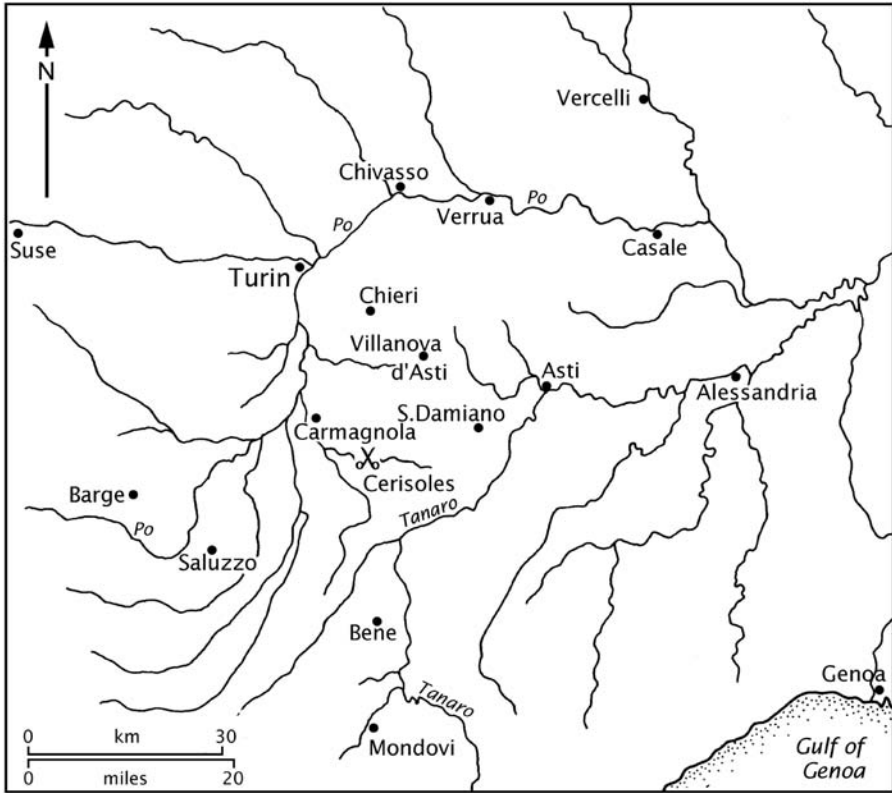 N
Vercelli
Chivasso
Po
Verrua
Po
Suse
Casale
Turin
Chieri
Villanova
d'Asti
Asti
Alessandria
S.Damiano
Carmagnola
Cerisoles
Barge
Tanaro
Po
Saluzzo
Bene
Genoa
Tanaro
Mondovi
Gulf of
Genoa
0 km 30
0 miles 20